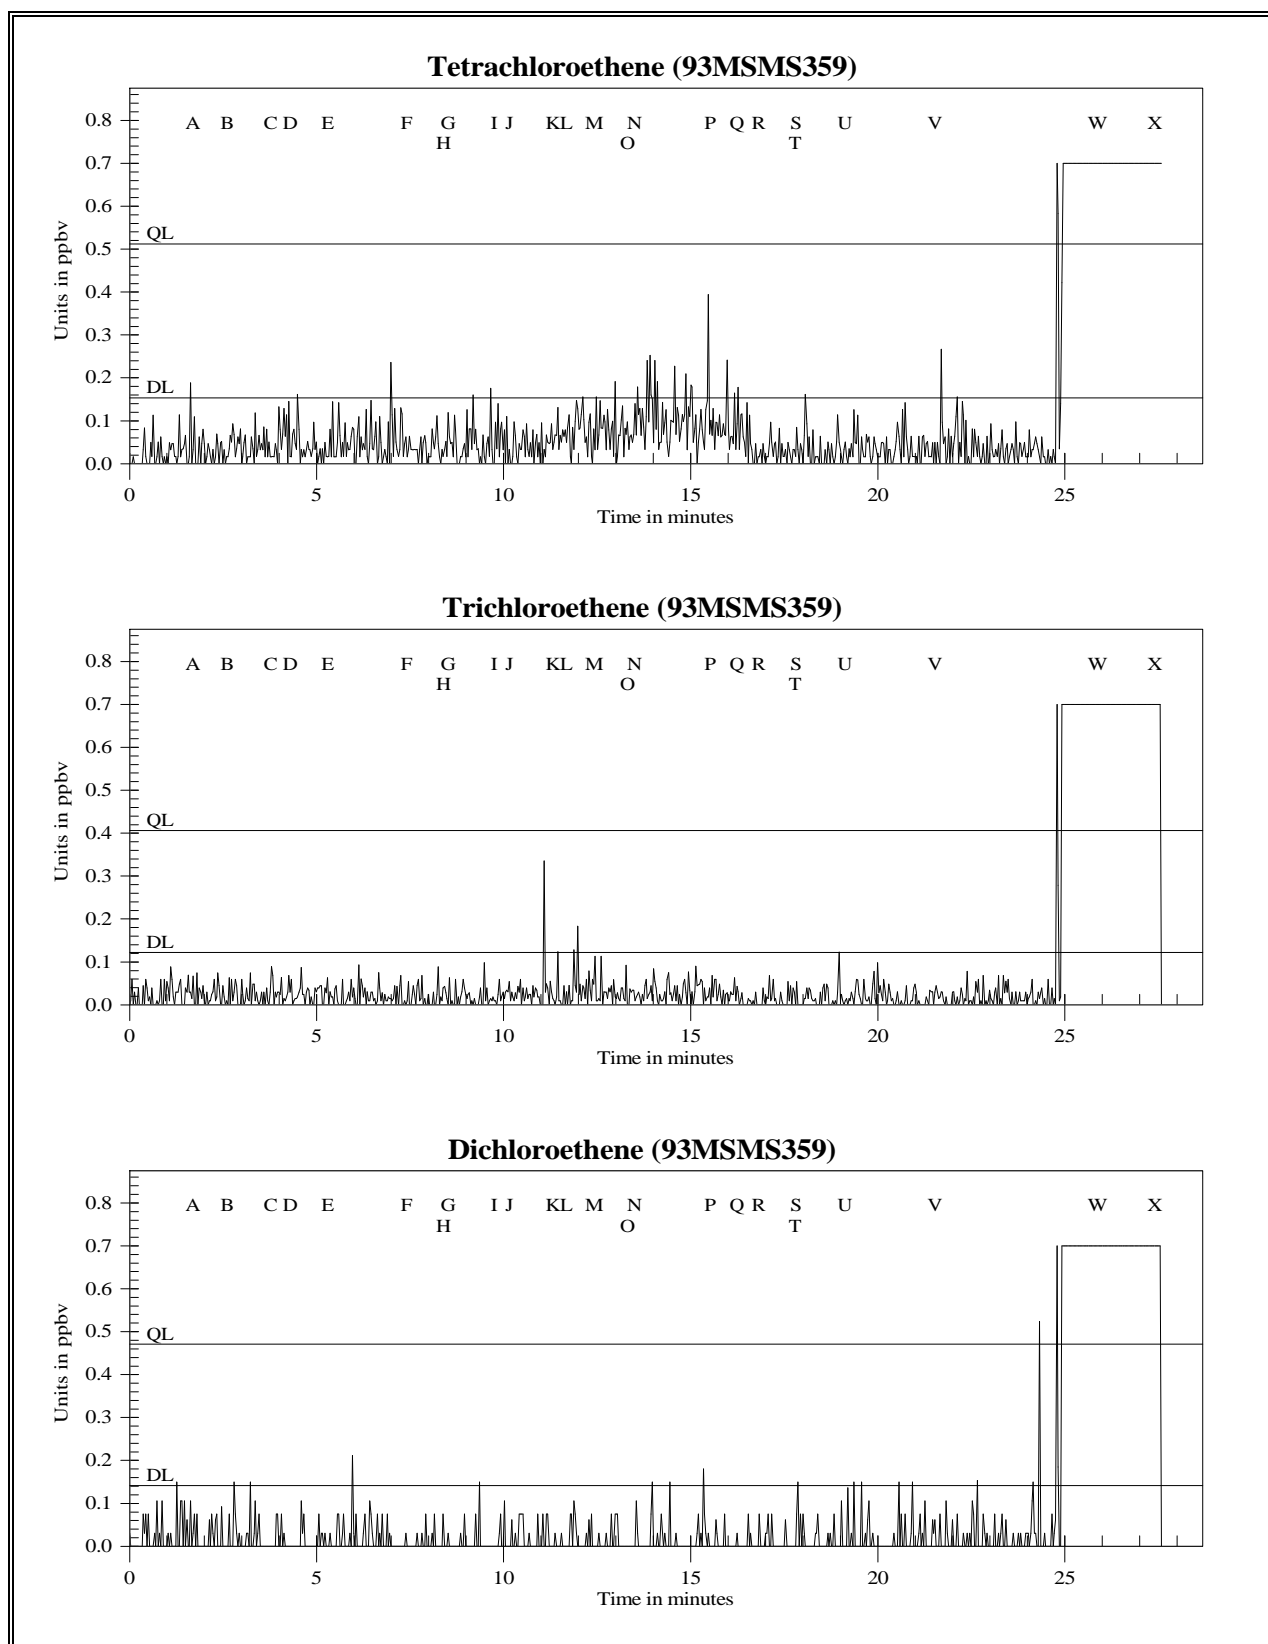 Tetrachloroethene (93MSMS359)
A B C D E F G I J K L M N P Q R S U V W X
H O T
0.8
0.7
0.6
QL
0.5
0.4
0.3
0.2
DL
0.1
0.0
Units in ppbv
0 5 10 15 20 25
Time in minutes
Trichloroethene (93MSMS359)
A B C D E F G I J K L M N P Q R S U V W X
H O T
0.8
0.7
0.6
0.5
QL
0.4
0.3
0.2
DL
0.1
0.0
Units in ppbv
0 5 10 15 20 25
Time in minutes
Dichloroethene (93MSMS359)
A B C D E F G I J K L M N P Q R S U V W X
H O T
0.8
0.7
0.6
0.5
QL
0.4
0.3
0.2
DL
0.1
0.0
Units in ppbv
0 5 10 15 20 25
Time in minutes